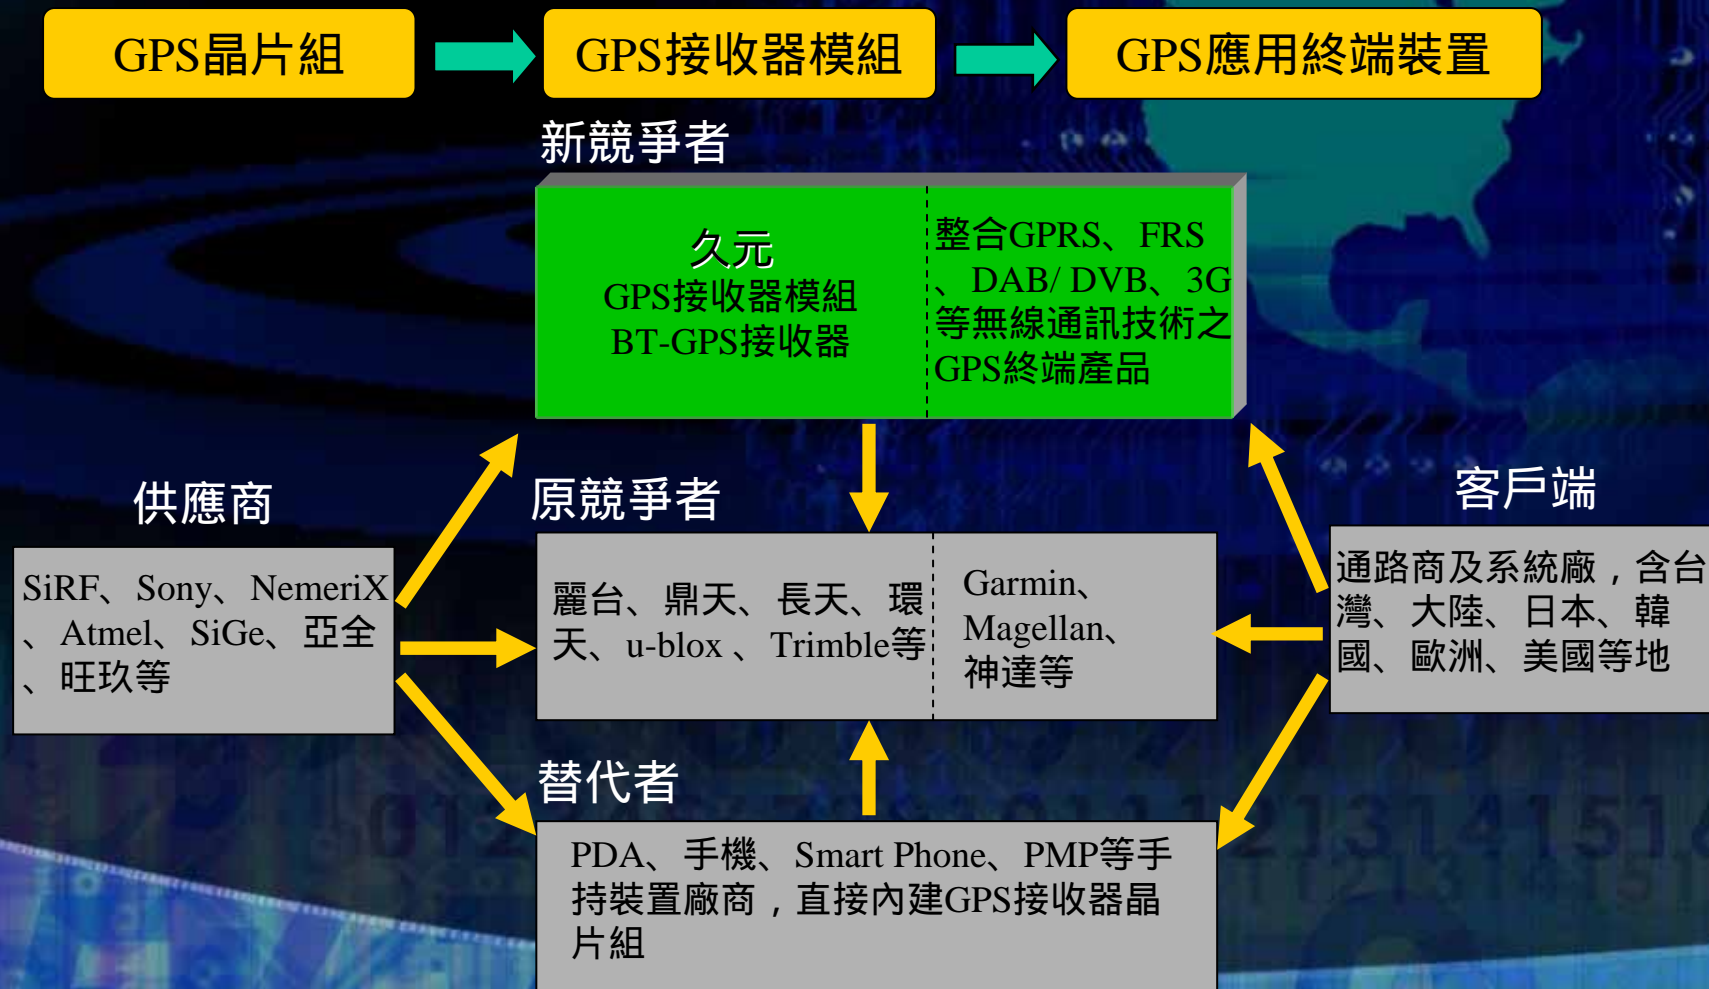 GPS晶片組
GPS接收器模組
GPS應用終端裝置
新競爭者
久元
GPS接收器模組
BT-GPS接收器
整合GPRS、FRS
、DAB/ DVB、3G
等無線通訊技術之
GPS終端產品
供應商
SiRF、Sony、NemeriX
、Atmel、SiGe、亞全
、旺玖等
原競爭者
麗台、鼎天、長天、環
天、u-blox 、Trimble等
Garmin、
Magellan、
神達等
客戶端
通路商及系統廠，含台
灣、大陸、日本、韓
國、歐洲、美國等地
替代者
PDA、手機、Smart Phone、PMP等手
持裝置廠商，直接內建GPS接收器晶
片組